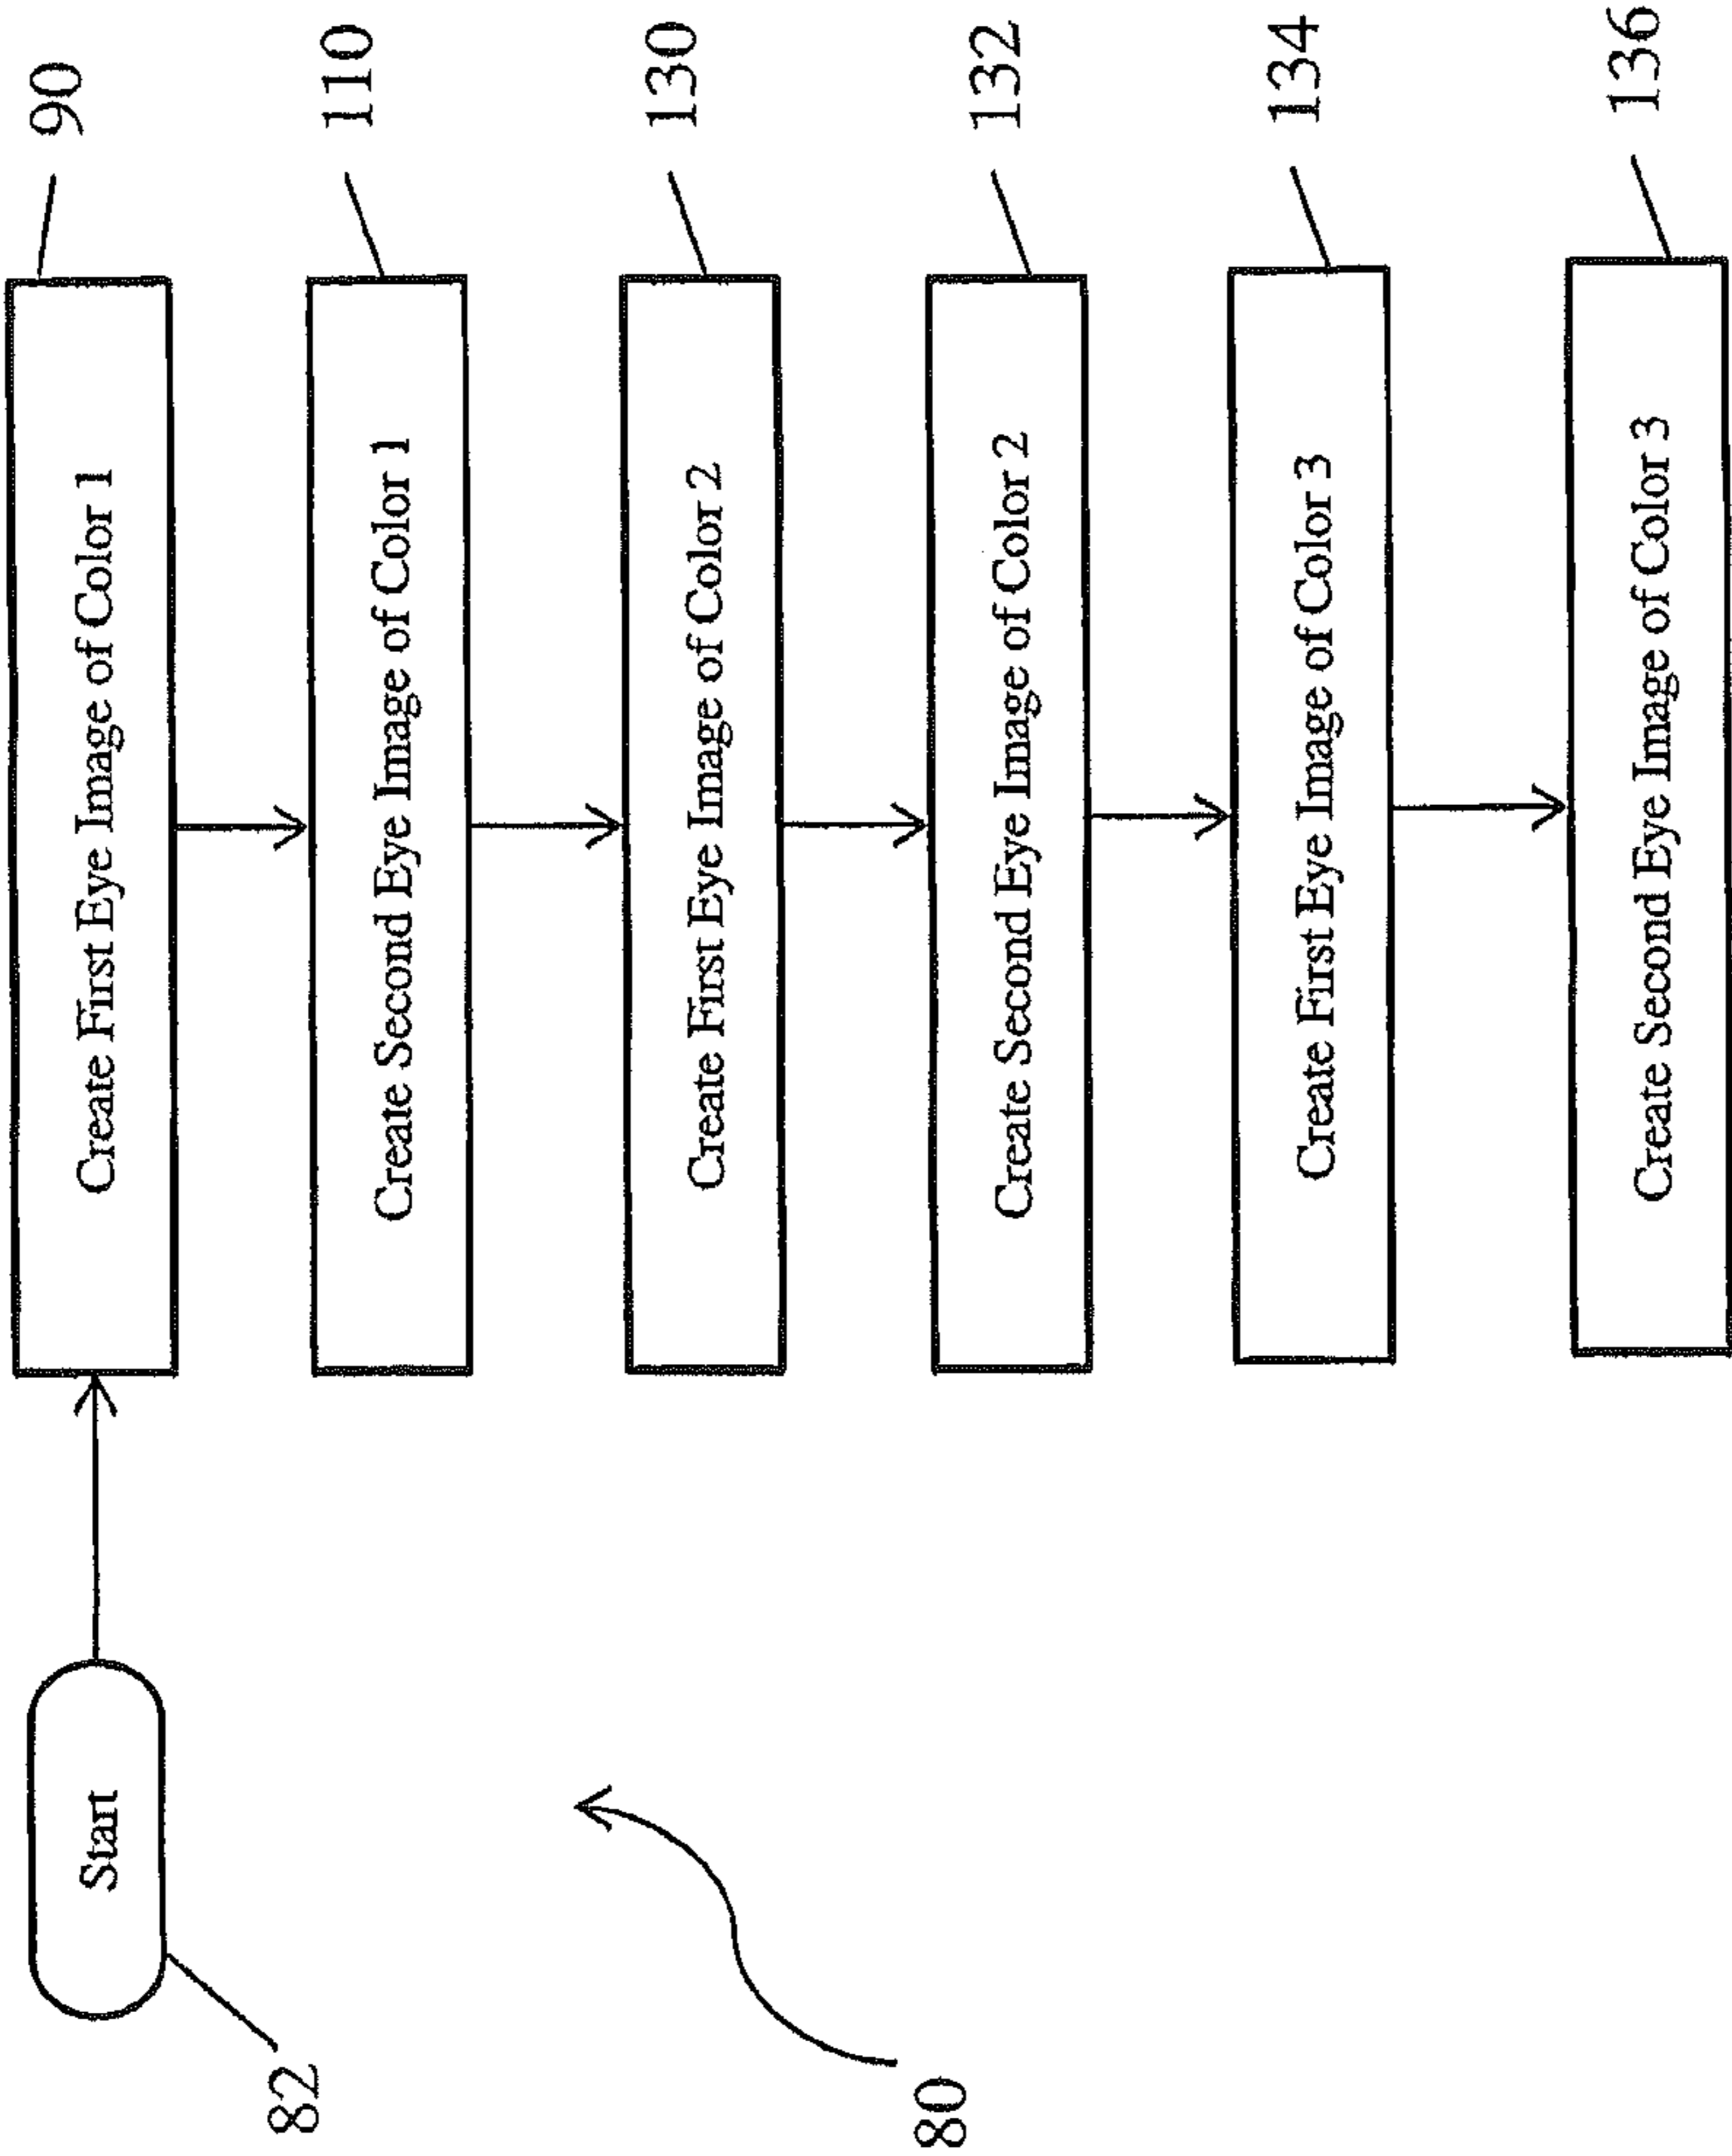 Start
82
80
Create First Eye Image of Color 1
90
Create Second Eye Image of Color 1
110
Create First Eye Image of Color 2
130
Create Second Eye Image of Color 2
132
Create First Eye Image of Color 3
134
Create Second Eye Image of Color 3
136